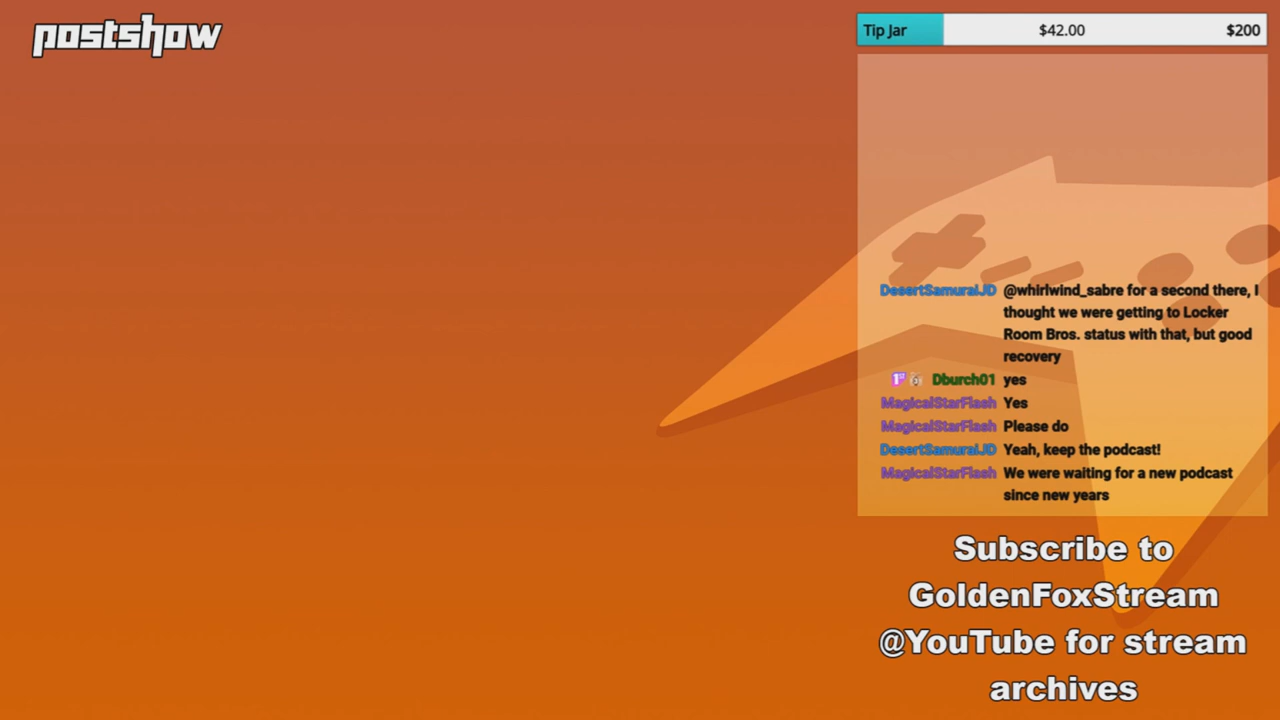 postshow
Tip Jar $42.00 $200
DesertSamuraiJD @whirlwind_sabre for a second there, I
thought we were getting to Locker
Room Bros. status with that, but good
recovery
Dburch01 yes
MagicalStarFlash Yes
MagicalStarFlash Please do
DesertSamuraiJD Yeah, keep the podcast!
MagicalStarFlash We were waiting for a new podcast
since new years
Subscribe to
GoldenFoxStream
@YouTube for stream
archives